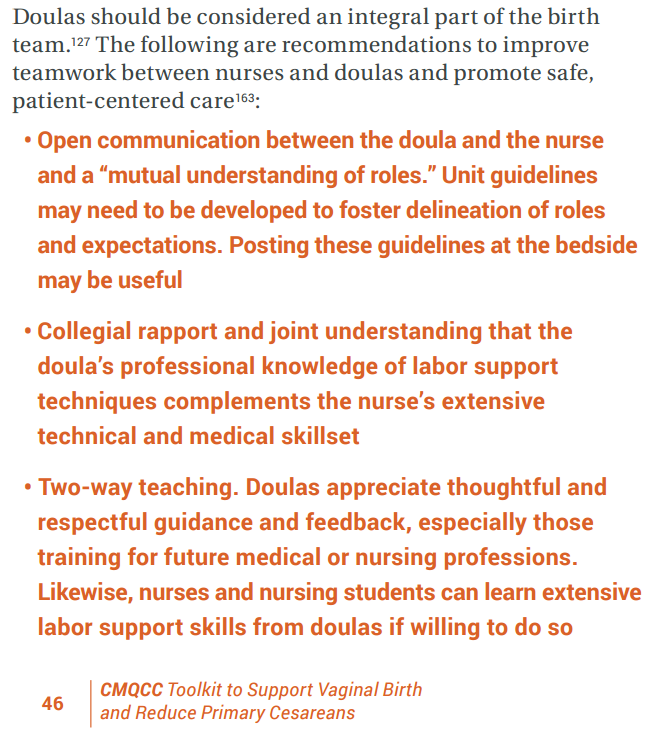 Doulas should be considered an integral part of the birth
team.¹²⁷ The following are recommendations to improve
teamwork between nurses and doulas and promote safe,
patient-centered care¹⁶³:
• Open communication between the doula and the nurse
and a “mutual understanding of roles.” Unit guidelines
may need to be developed to foster delineation of roles
and expectations. Posting these guidelines at the bedside
may be useful
• Collegial rapport and joint understanding that the
doula’s professional knowledge of labor support
techniques complements the nurse’s extensive
technical and medical skillset
• Two-way teaching. Doulas appreciate thoughtful and
respectful guidance and feedback, especially those
training for future medical or nursing professions.
Likewise, nurses and nursing students can learn extensive
labor support skills from doulas if willing to do so
46
CMQCC Toolkit to Support Vaginal Birth
and Reduce Primary Cesareans